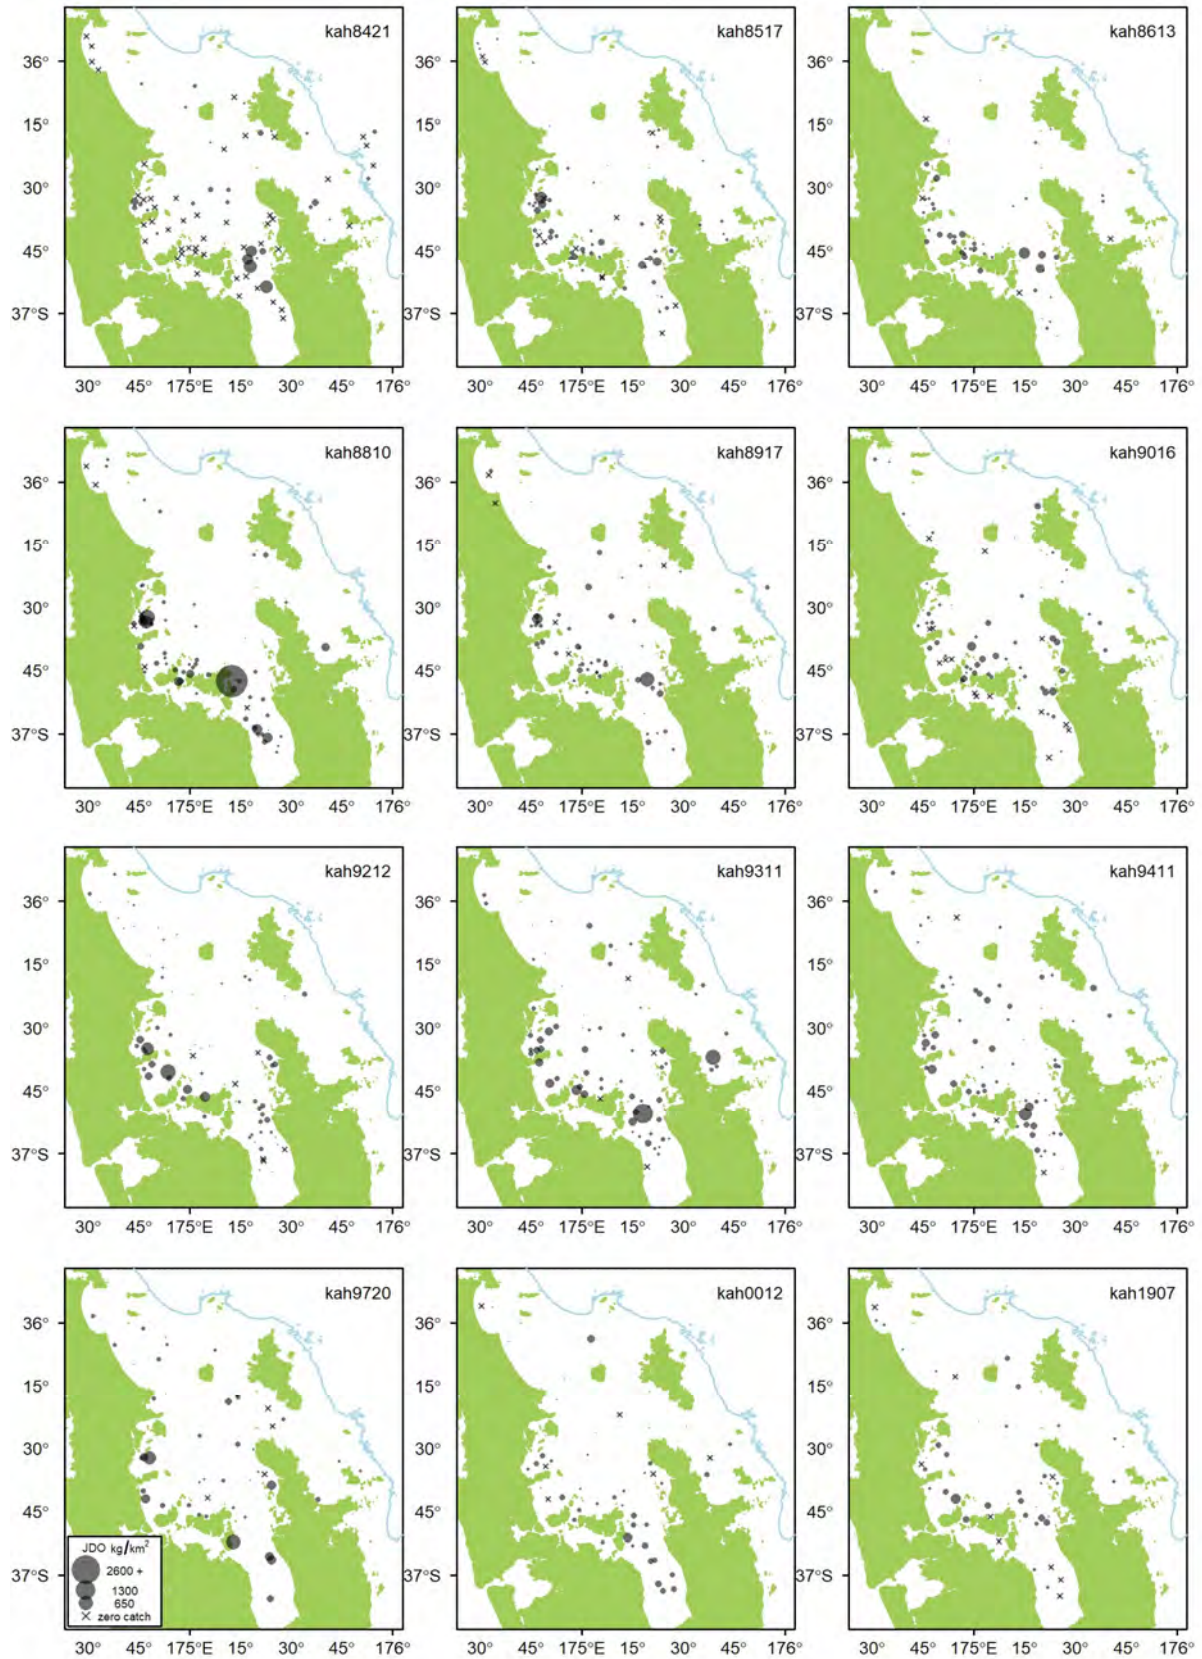 kah8421 kah8517 kah8613
36° 36° 36°
15° 15° 15°
30° 30° 30°
45° 45° 45°
37°S 37°S 37°S
30° 45° 175°E 15° 30° 45° 176° 30° 45° 175°E 15° 30° 45° 176° 30° 45° 175°E 15° 30° 45° 176°
kah8810 kah8917 kah9016
36° 36° 36°
15° 15° 15°
30° 30° 30°
45° 45° 45°
37°S 37°S 37°S
30° 45° 175°E 15° 30° 45° 176° 30° 45° 175°E 15° 30° 45° 176° 30° 45° 175°E 15° 30° 45° 176°
kah9212 kah9311 kah9411
36° 36° 36°
15° 15° 15°
30° 30° 30°
45° 45° 45°
37°S 37°S 37°S
30° 45° 175°E 15° 30° 45° 176° 30° 45° 175°E 15° 30° 45° 176° 30° 45° 175°E 15° 30° 45° 176°
kah9720 kah0012 kah1907
36° 36° 36°
15° 15° 15°
30° 30° 30°
45° 45° 45°
JDO kg/km²
2600 +
1300
650
× zero catch
37°S 37°S 37°S
30° 45° 175°E 15° 30° 45° 176° 30° 45° 175°E 15° 30° 45° 176° 30° 45° 175°E 15° 30° 45° 176°